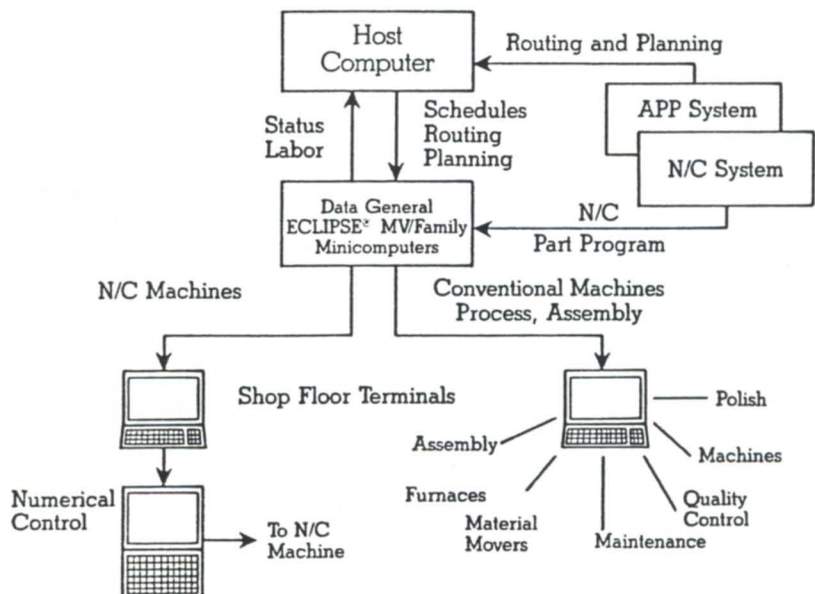 Host
Computer
Routing and Planning
APP System
N/C System
Status
Labor
Schedules
Routing
Planning
Data General
ECLIPSE® MV/Family
Minicomputers
N/C
Part Program
N/C Machines
Conventional Machines
Process, Assembly
Shop Floor Terminals
Polish
Assembly
Machines
Furnaces
Quality
Control
Material
Movers
Maintenance
Numerical
Control
To N/C
Machine